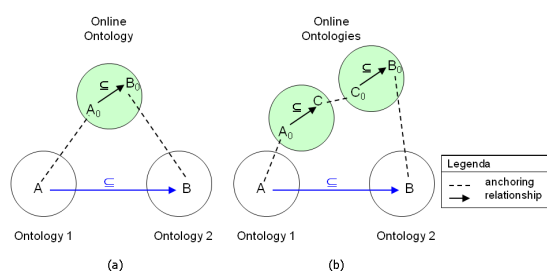 Online
Ontology
⊆
B0
A0
A
⊆
B
Ontology 1
Ontology 2
(a)
Online
Ontologies
⊆
B0
C0
⊆
C
A0
A
⊆
B
Ontology 1
Ontology 2
(b)
Legenda
anchoring
relationship